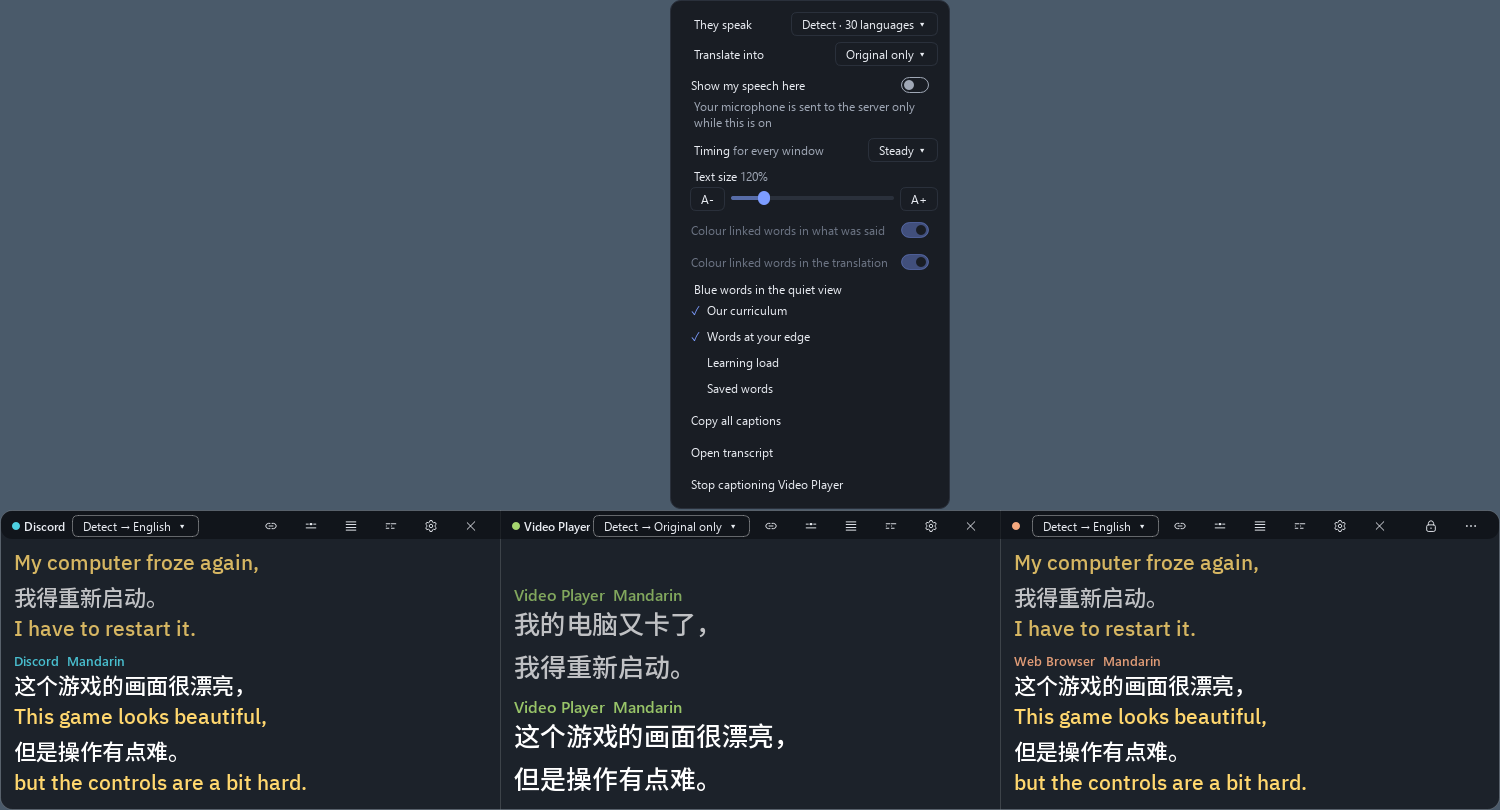 They speak Detect · 30 languages
Translate into Original only
Show my speech here
Your microphone is sent to the server only
while this is on
Timing for every window Steady
Text size 120%
A- A+
Colour linked words in what was said
Colour linked words in the translation
Blue words in the quiet view
✓ Our curriculum
✓ Words at your edge
Learning load
Saved words
Copy all captions
Open transcript
Stop captioning Video Player
Discord Detect → English
My computer froze again,
我得重新启动。
I have to restart it.
Discord Mandarin
这个游戏的画面很漂亮，
This game looks beautiful,
但是操作有点难。
but the controls are a bit hard.
Video Player Detect → Original only
Video Player Mandarin
我的电脑又卡了，
我得重新启动。
Video Player Mandarin
这个游戏的画面很漂亮，
但是操作有点难。
Detect → English
My computer froze again,
我得重新启动。
I have to restart it.
Web Browser Mandarin
这个游戏的画面很漂亮，
This game looks beautiful,
但是操作有点难。
but the controls are a bit hard.